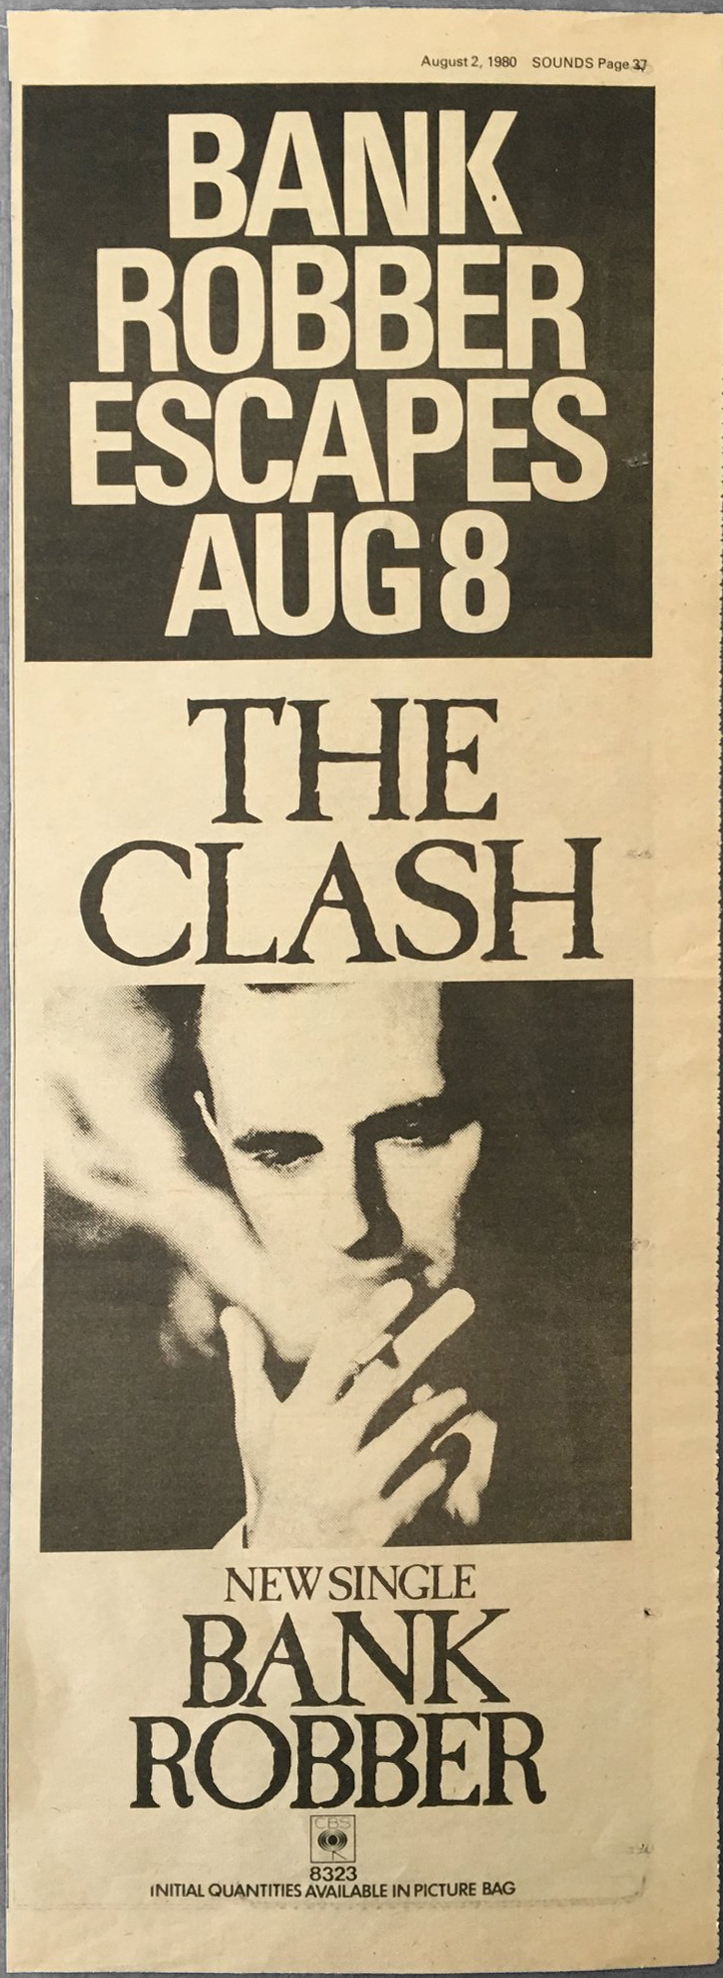 August 2, 1980 SOUNDS Page 37
BANK
ROBBER
ESCAPES
AUG 8
THE
CLASH
NEW SINGLE
BANK
ROBBER
CBS
8323
INITIAL QUANTITIES AVAILABLE IN PICTURE BAG